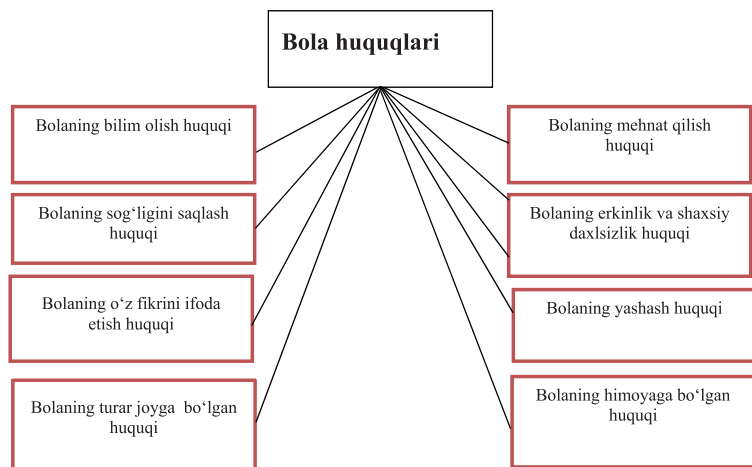 Bola huquqlari
Bolaning bilim olish huquqi
Bolaning sog‘ligini saqlash
huquqi
Bolaning o‘z fikrini ifoda
etish huquqi
Bolaning turar joyga bo‘lgan
huquqi
Bolaning mehnat qilish
huquqi
Bolaning erkinlik va shaxsiy
daxlsizlik huquqi
Bolaning yashash huquqi
Bolaning himoyaga bo‘lgan
huquqi